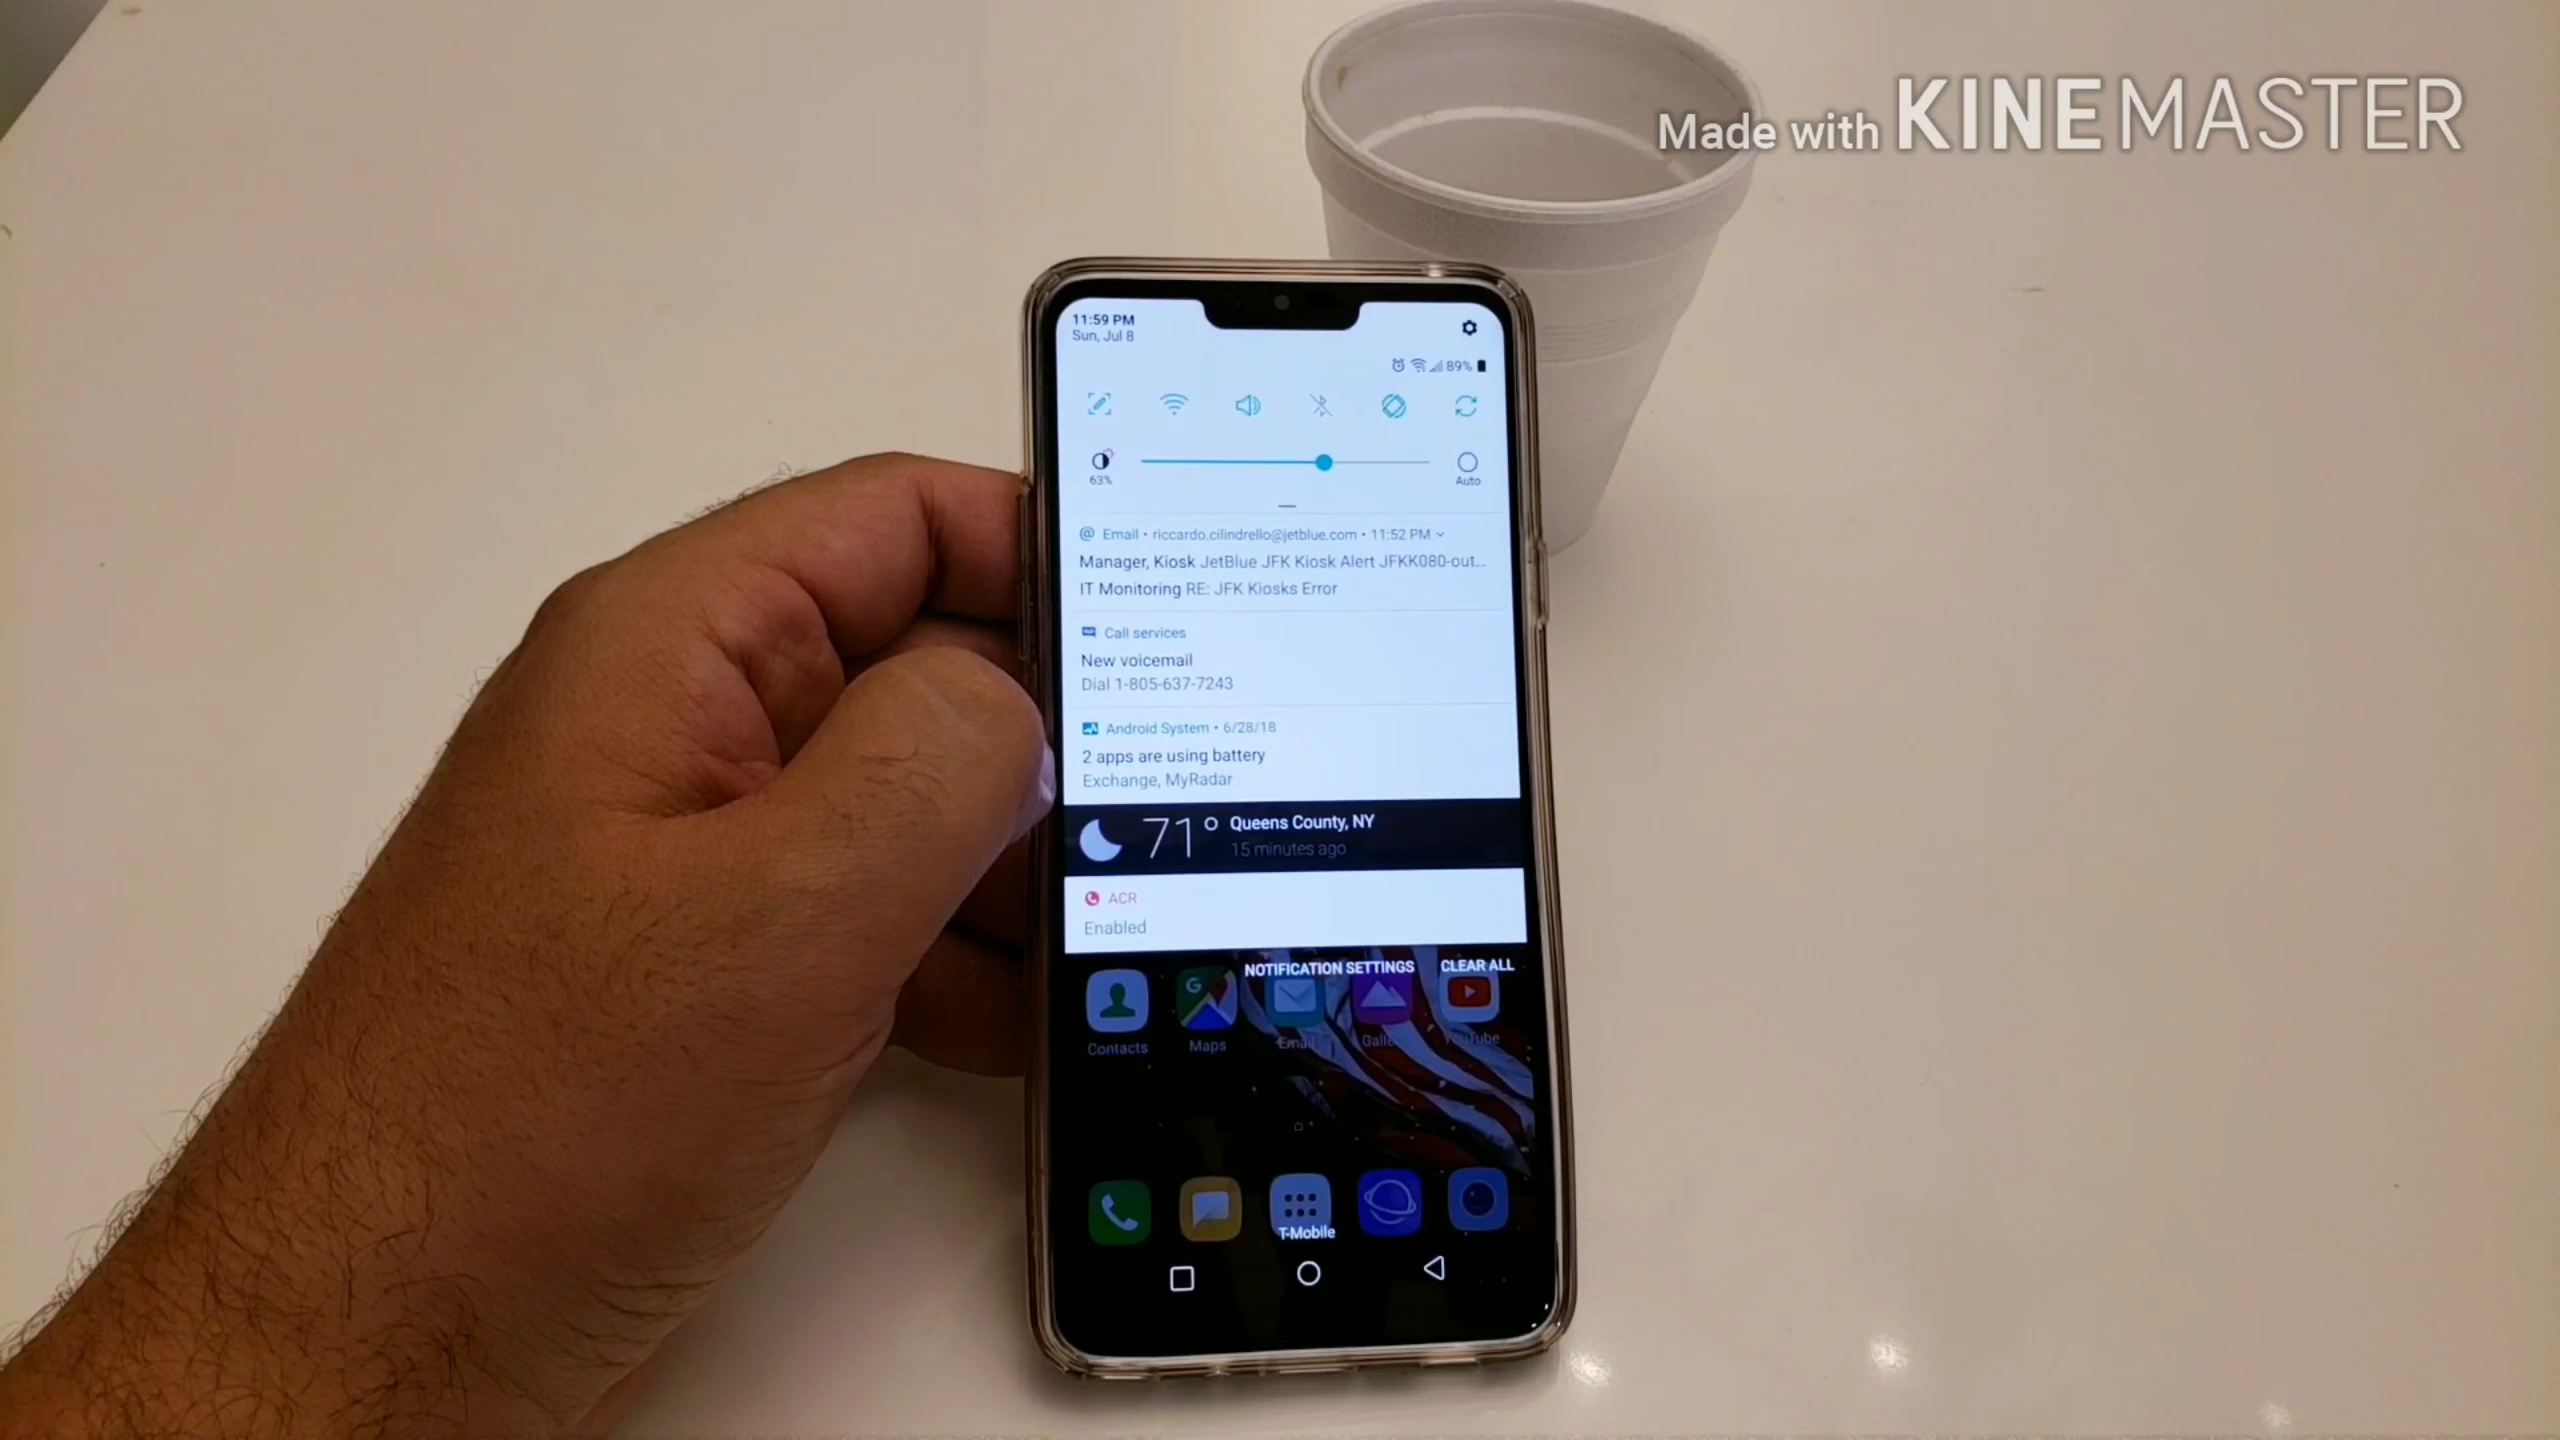 Made with KINEMASTER
11:59 PM
Sun, Jul 8
89%
63%
Auto
Email • riccardo.cilindrello@jetblue.com • 11:52 PM
Manager, Kiosk JetBlue JFK Kiosk Alert JFKK080-out...
IT Monitoring RE: JFK Kiosks Error
Call services
New voicemail
Dial 1-805-637-7243
Android System • 6/28/18
2 apps are using battery
Exchange, MyRadar
71° Queens County, NY
15 minutes ago
ACR
Enabled
NOTIFICATION SETTINGS CLEAR ALL
Contacts Maps Email Galle YouTube
T-Mobile